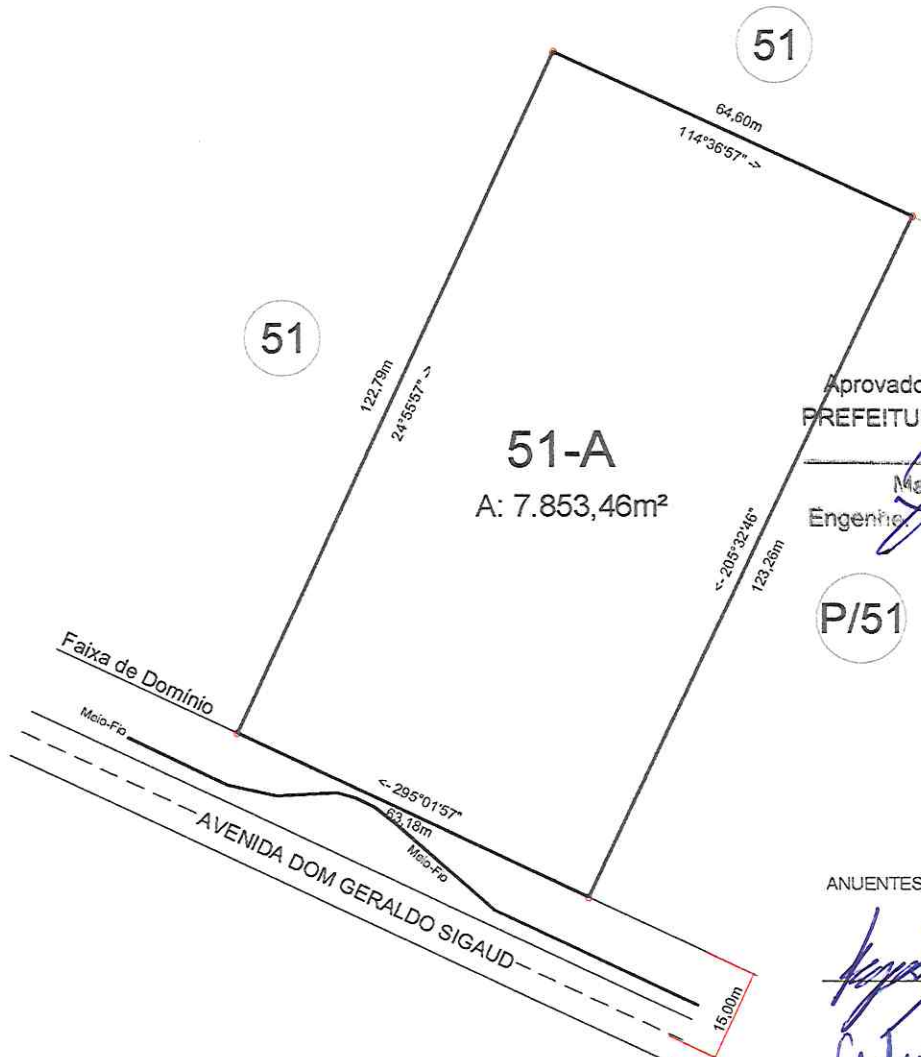 51
64,60m
114°36'57" ->
51
122,79m
24°55'57" ->
51-A
A: 7.853,46m²
<- 205°32'46"
123,26m
Aprovado
PREFEITU
Ma
Engenhe
P/51
Faixa de Domínio
Meio-Fio
<- 295°01'57"
63,18m
Meio-Fio
AVENIDA DOM GERALDO SIGAUD
15,00m
ANUENTES